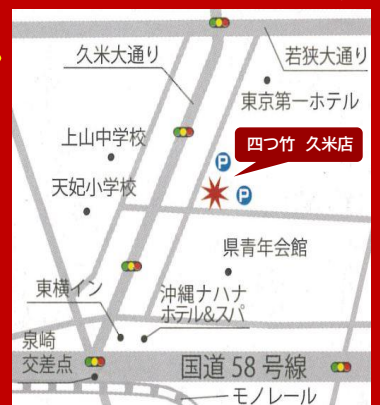 久米大通り
若狭大通り
東京第一ホテル
上山中学校
四つ竹 久米店
P
天妃小学校
P
県青年会館
東横イン
沖縄ナハナ
ホテル&スパ
泉崎
交差点
国道 58 号線
モノレール